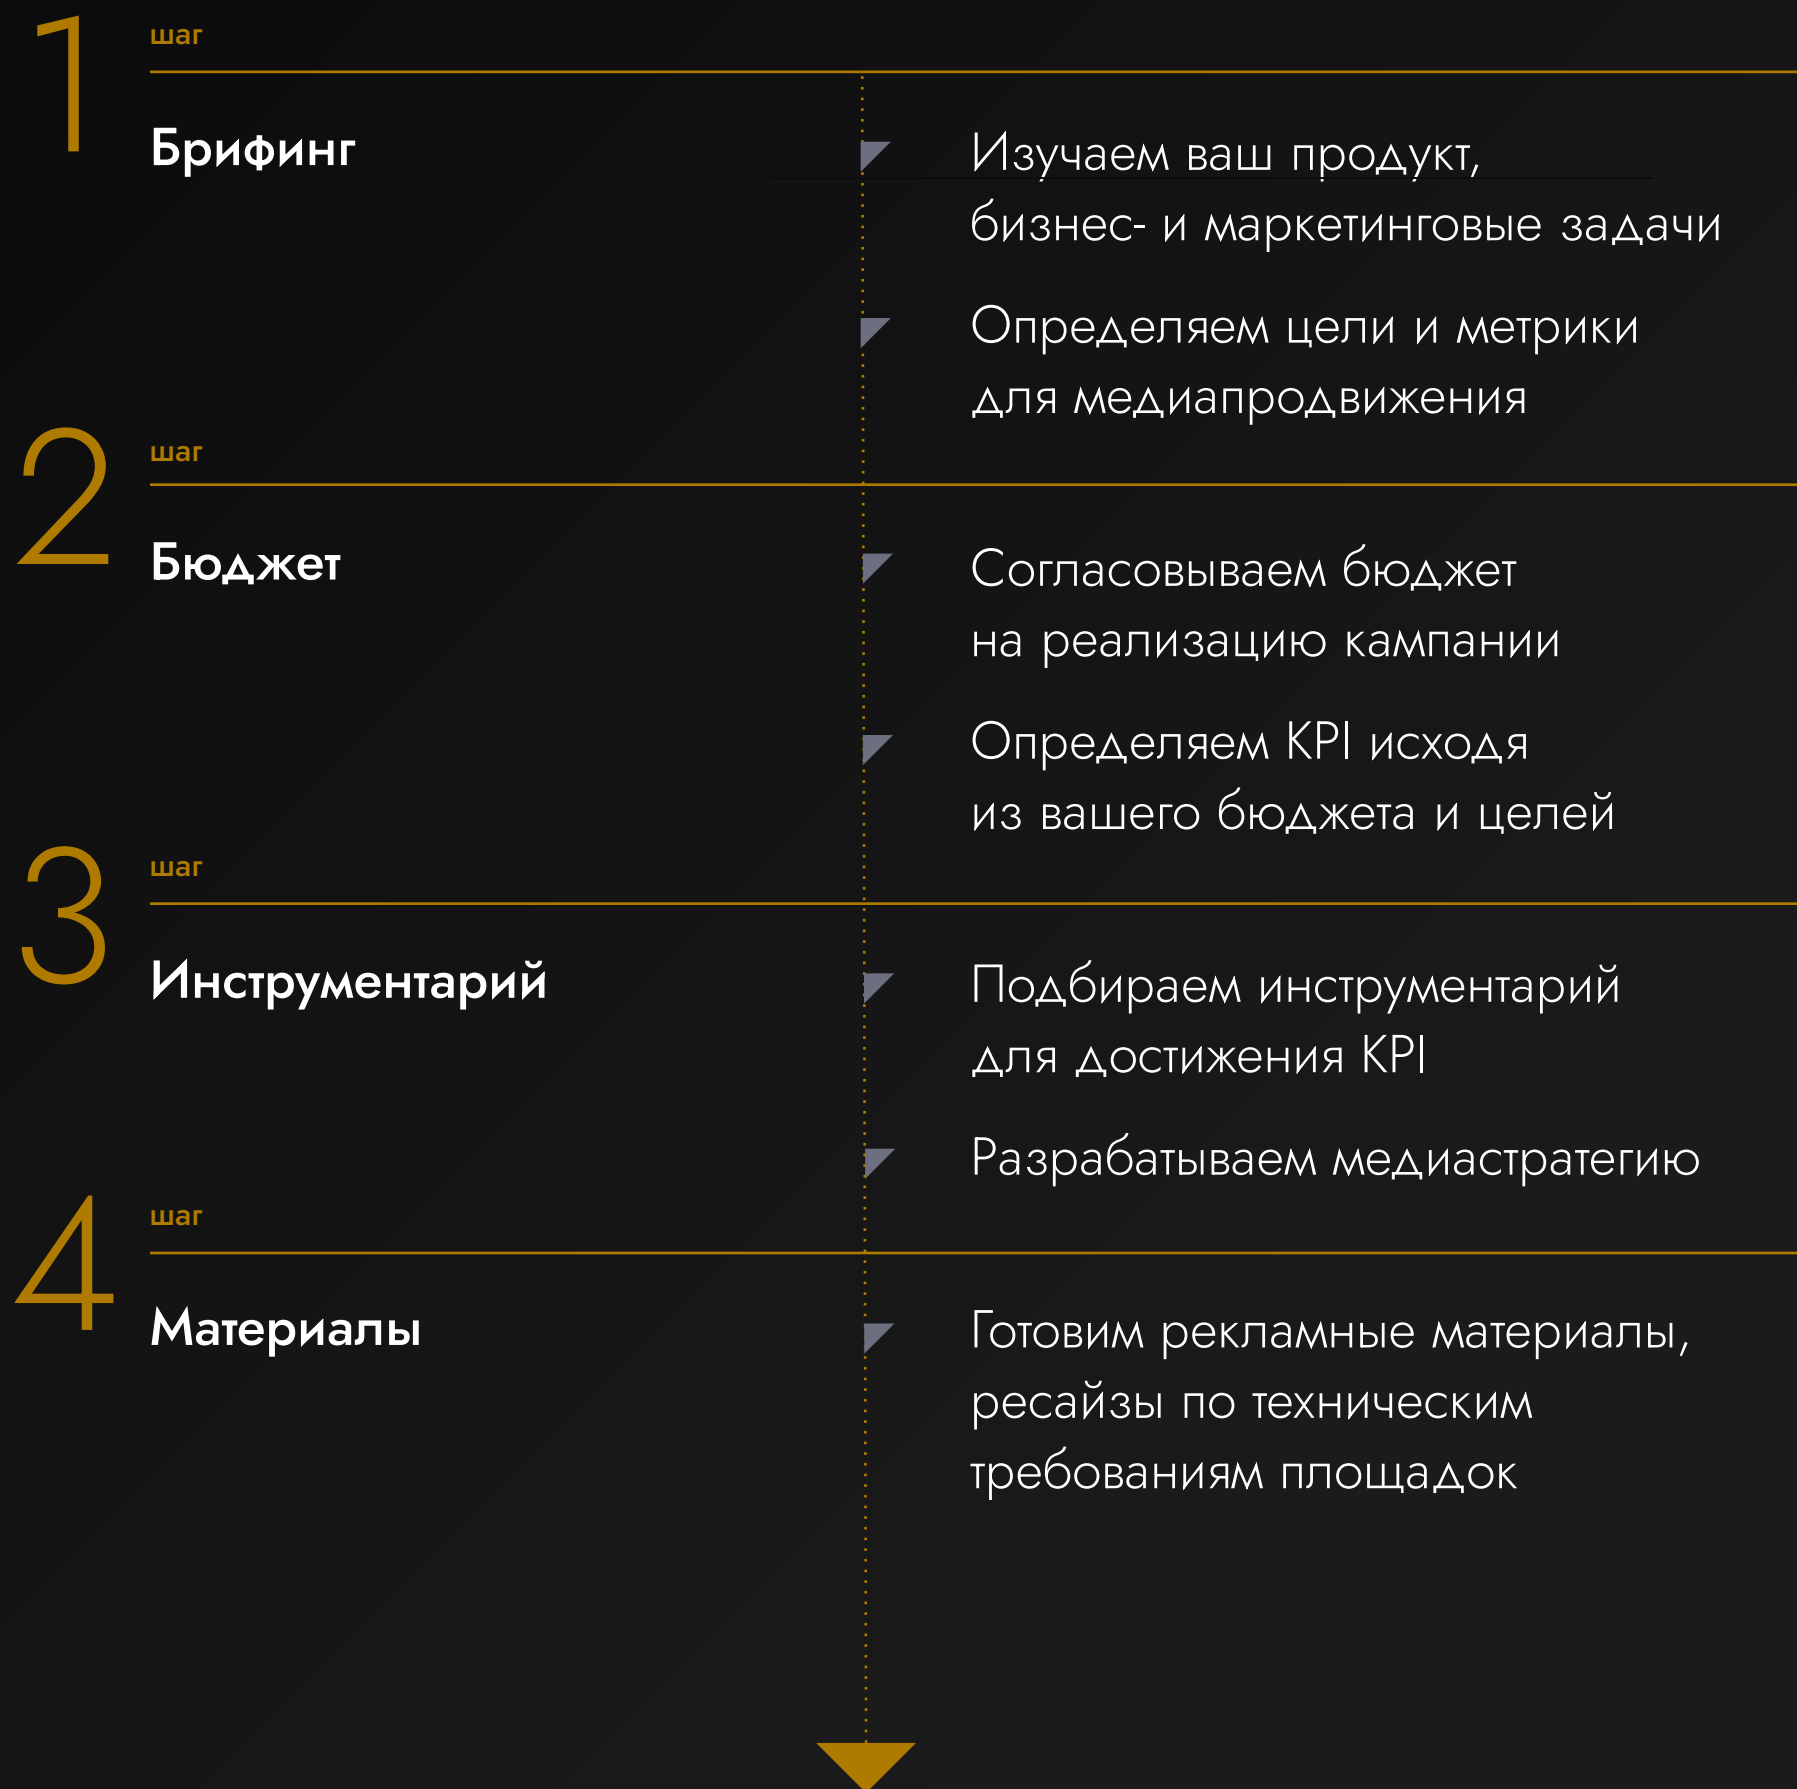 1 шаг
Брифинг
Изучаем ваш продукт,
бизнес- и маркетинговые задачи
Определяем цели и метрики
для медиапродвижения
2 шаг
Бюджет
Согласовываем бюджет
на реализацию кампании
Определяем KPI исходя
из вашего бюджета и целей
3 шаг
Инструментарий
Подбираем инструментарий
для достижения KPI
Разрабатываем медиастратегию
4 шаг
Материалы
Готовим рекламные материалы,
ресайзы по техническим
требованиям площадок